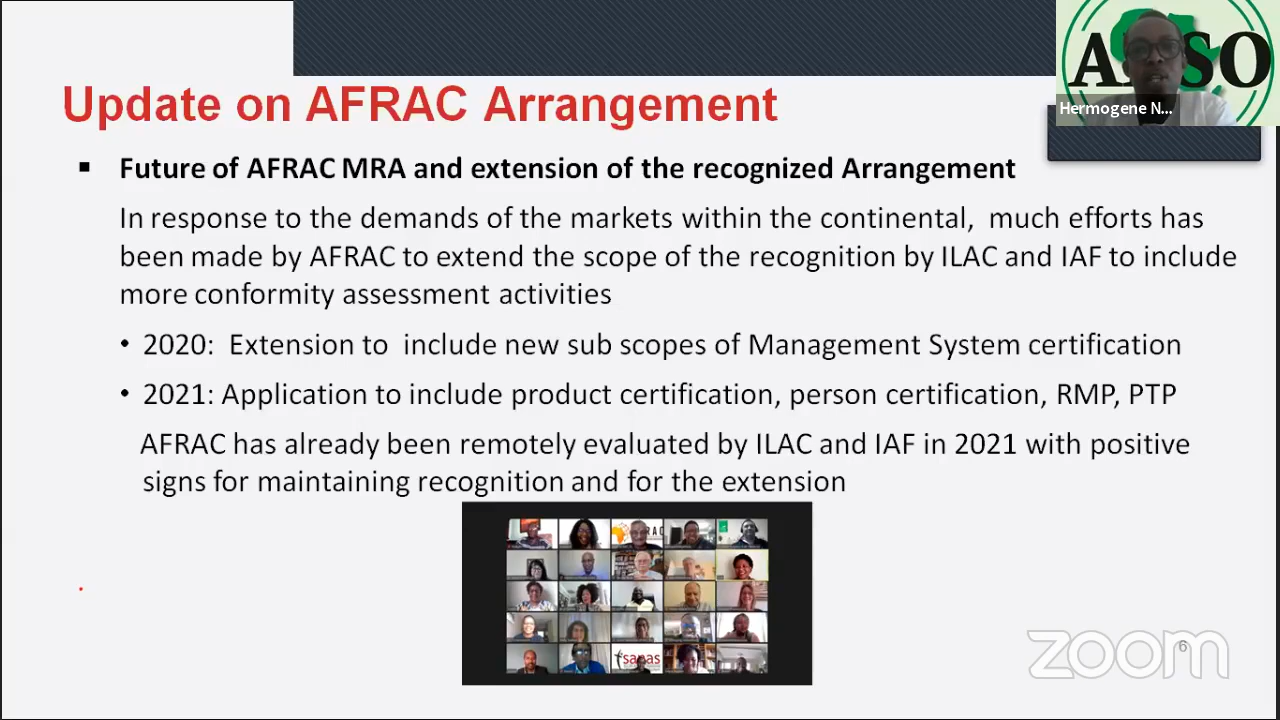 Update on AFRAC Arrangement
Hermogene N...
▪ Future of AFRAC MRA and extension of the recognized Arrangement
In response to the demands of the markets within the continental, much efforts has
been made by AFRAC to extend the scope of the recognition by ILAC and IAF to include
more conformity assessment activities
• 2020: Extension to include new sub scopes of Management System certification
• 2021: Application to include product certification, person certification, RMP, PTP
AFRAC has already been remotely evaluated by ILAC and IAF in 2021 with positive
signs for maintaining recognition and for the extension
sanas
zoom
6